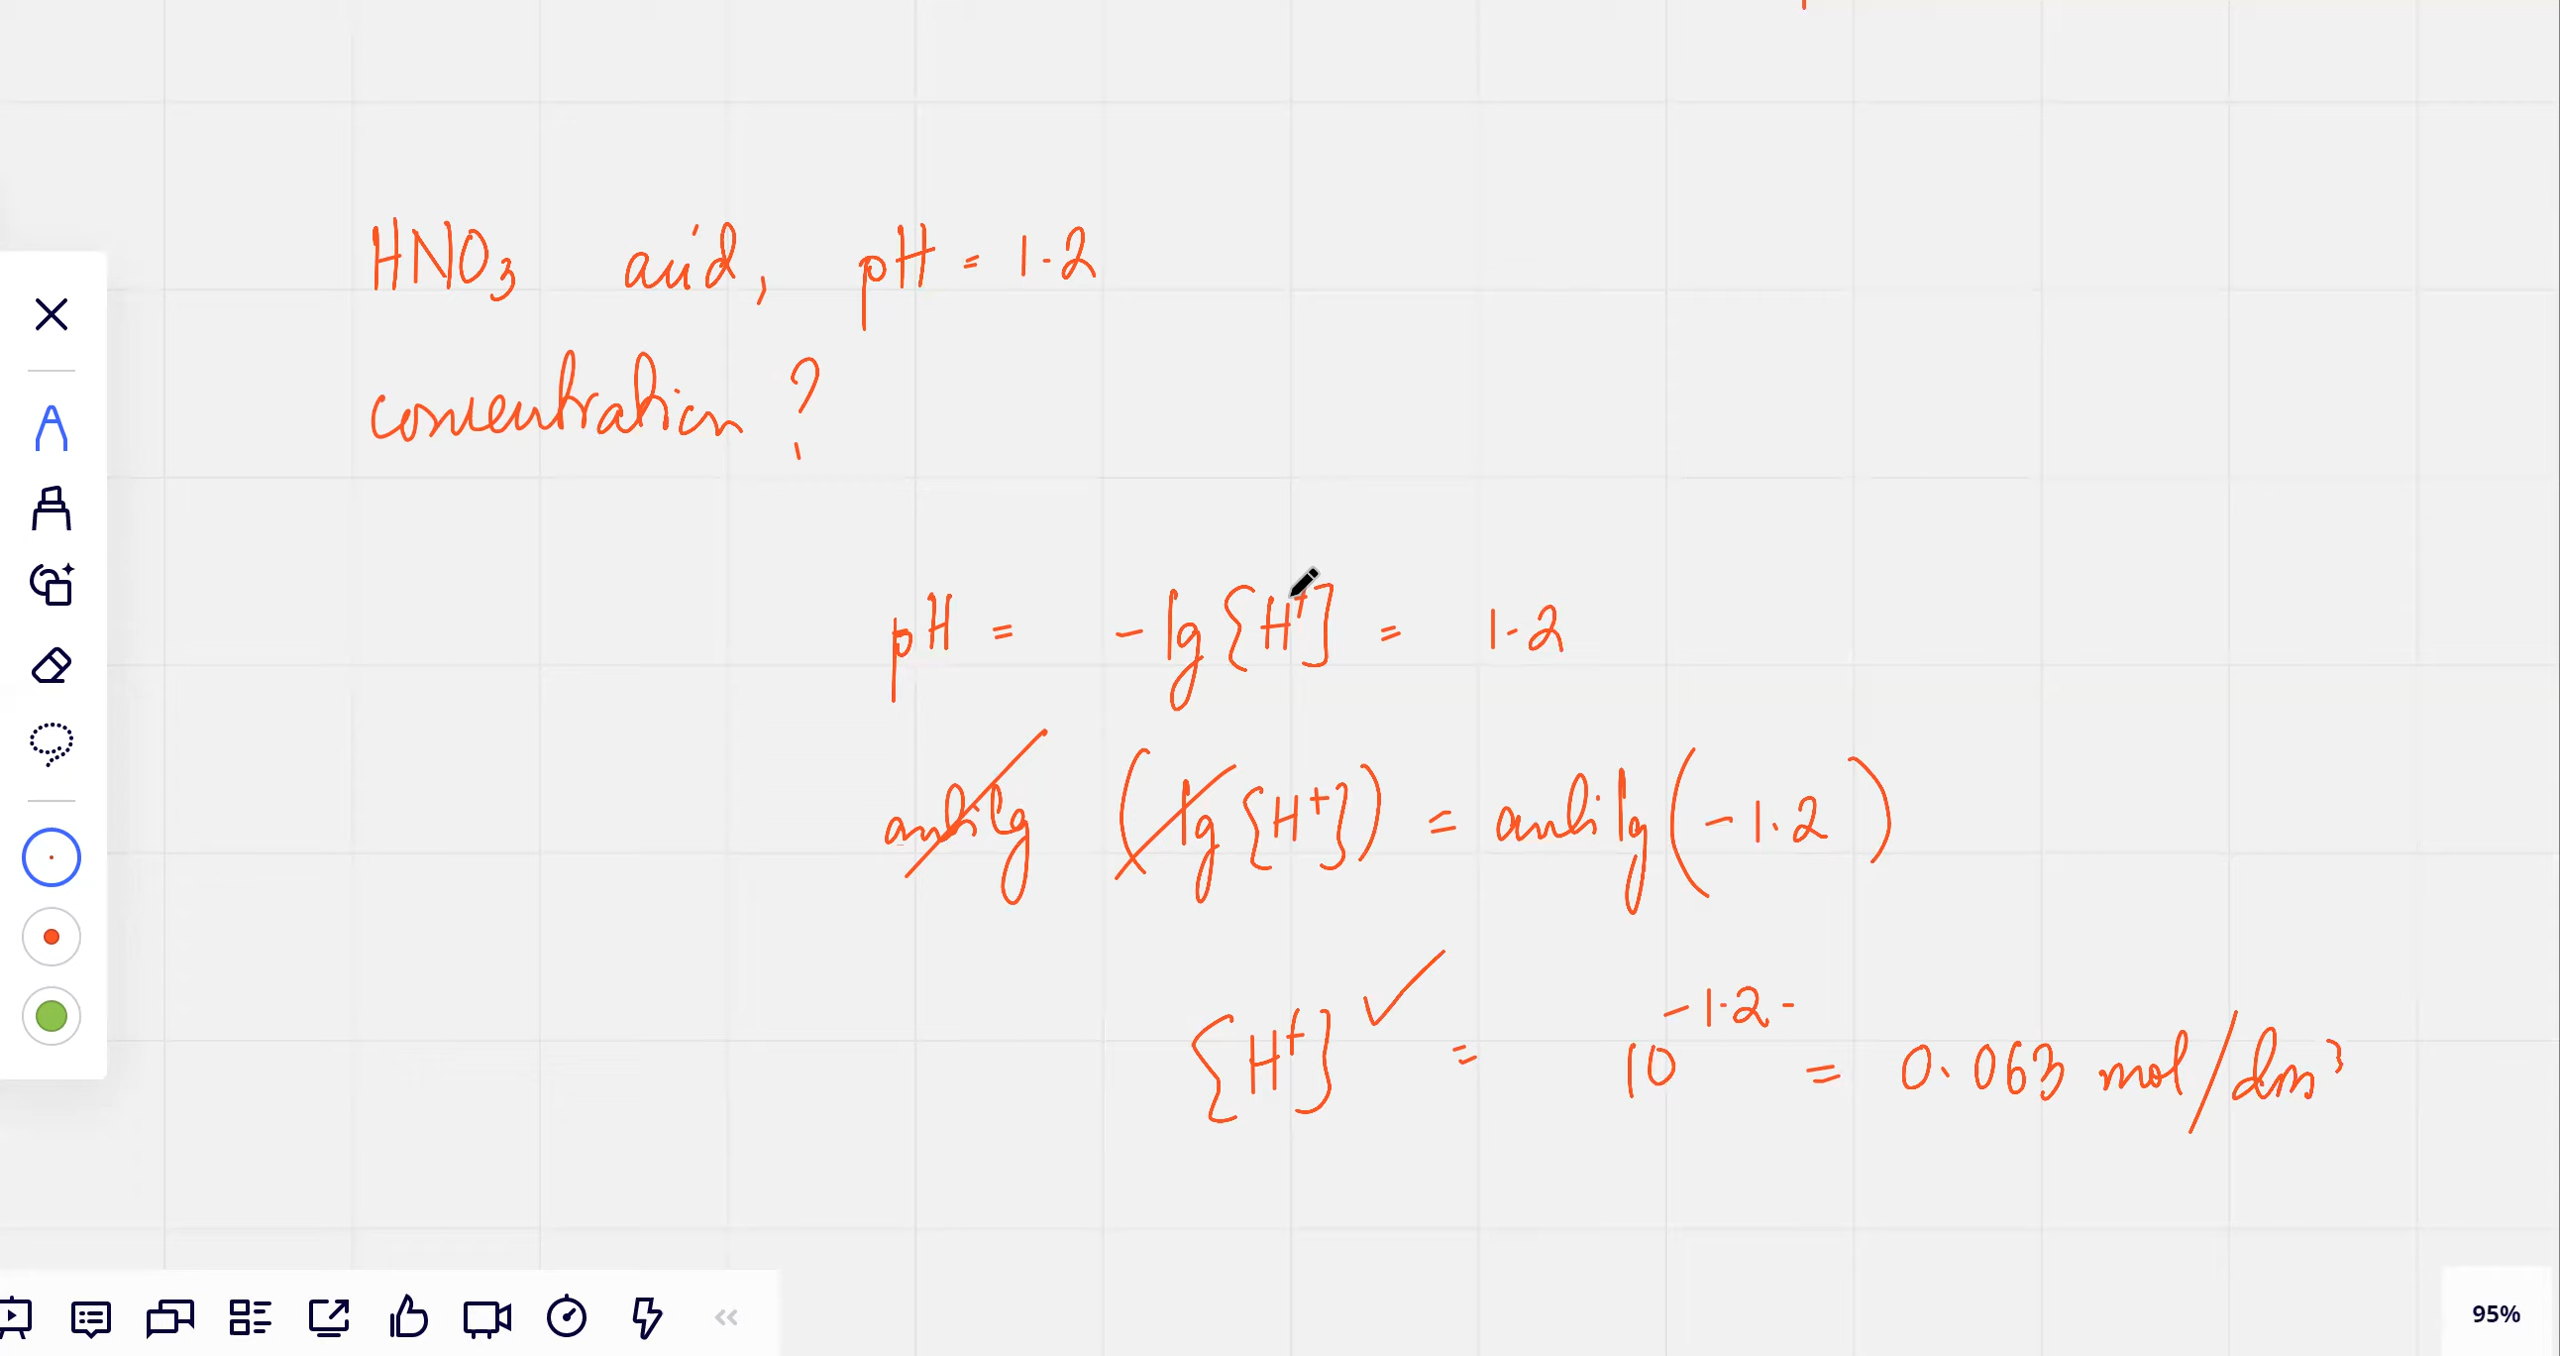 HNO₃ acid, pH = 1.2
concentration ?
pH = - lg [H⁺] = 1.2
antilg (lg [H⁺]) = antilg (-1.2)
[H⁺] ✓ = 10⁻¹·² = 0.063 mol/dm³
95%